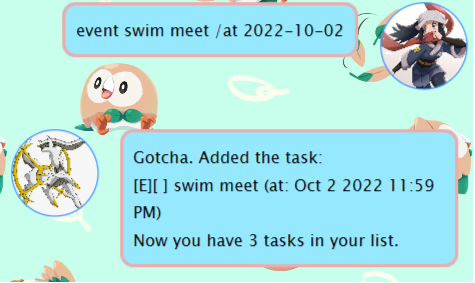 event swim meet /at 2022-10-02
Gotcha. Added the task:
[E][ ] swim meet (at: Oct 2 2022 11:59
PM)
Now you have 3 tasks in your list.